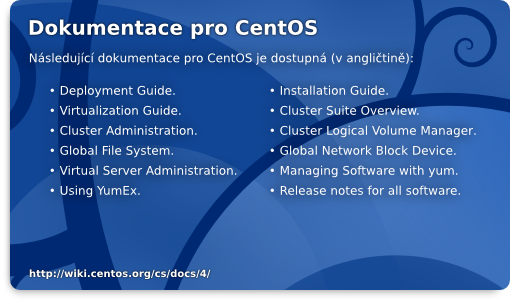 Dokumentace pro CentOS
Následující dokumentace pro CentOS je dostupná (v angličtině):
• Deployment Guide.
• Virtualization Guide.
• Cluster Administration.
• Global File System.
• Virtual Server Administration.
• Using YumEx.
• Installation Guide.
• Cluster Suite Overview.
• Cluster Logical Volume Manager.
• Global Network Block Device.
• Managing Software with yum.
• Release notes for all software.
http://wiki.centos.org/cs/docs/4/